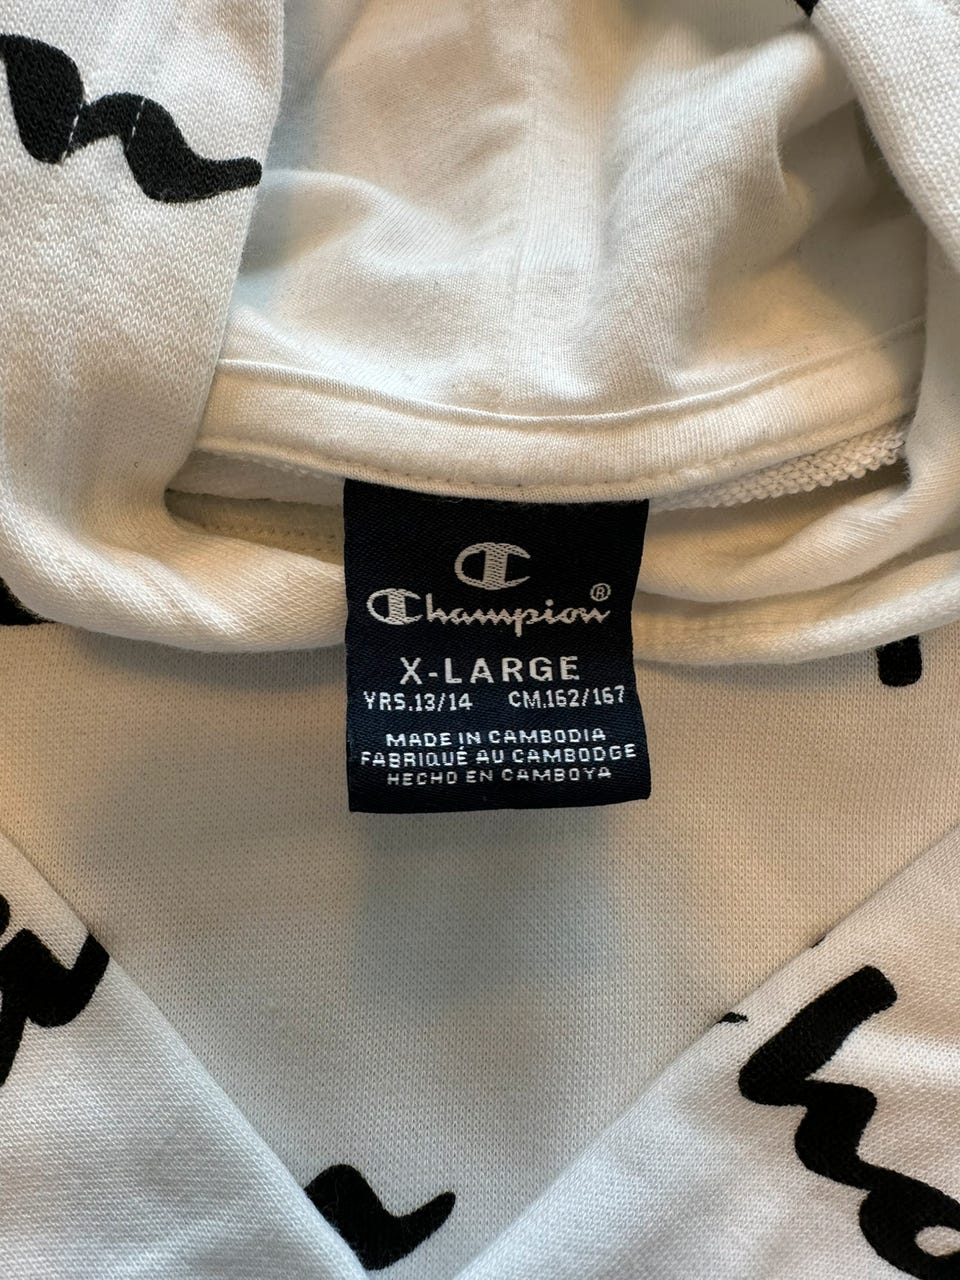 Champion®
X-LARGE
YRS.13/14 CM.162/167
MADE IN CAMBODIA
FABRIQUÉ AU CAMBODGE
HECHO EN CAMBOYA